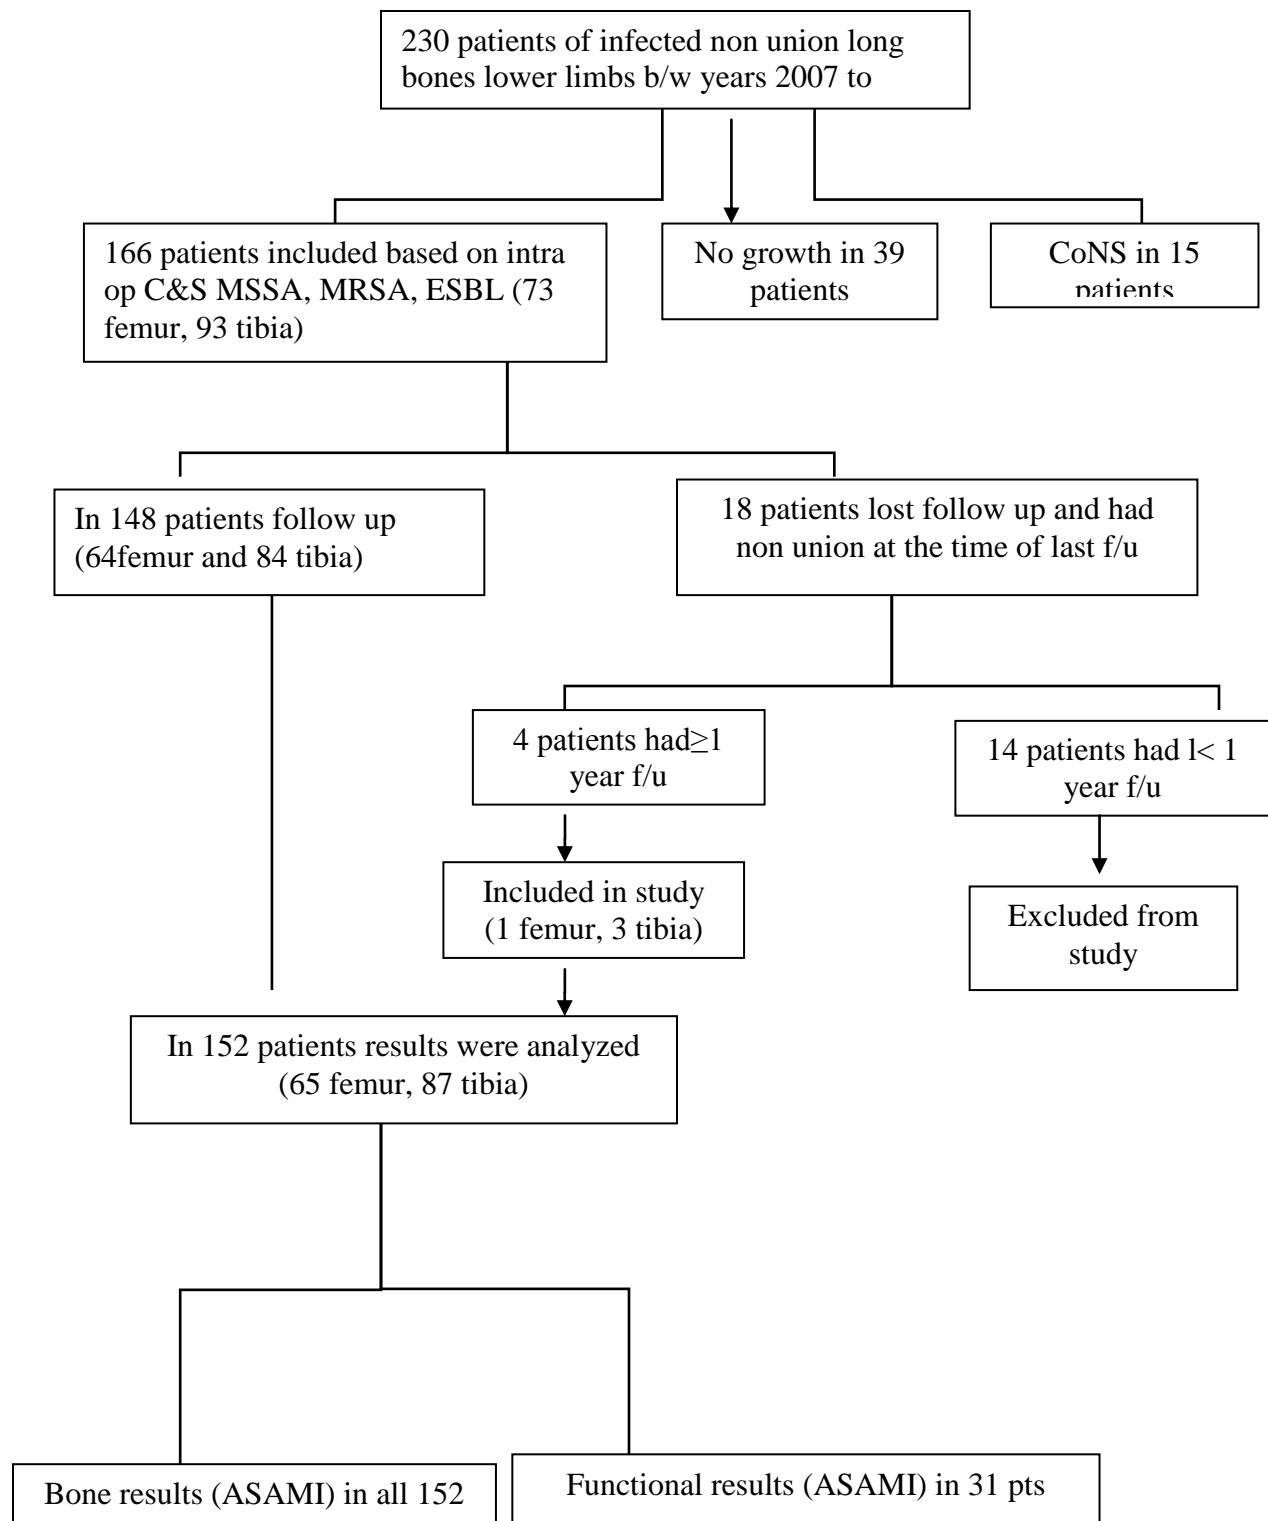 230 patients of infected non union long
bones lower limbs b/w years 2007 to
166 patients included based on intra
op C&S MSSA, MRSA, ESBL (73
femur, 93 tibia)
No growth in 39
patients
CoNS in 15
patients
In 148 patients follow up
(64femur and 84 tibia)
18 patients lost follow up and had
non union at the time of last f/u
4 patients had≥1
year f/u
14 patients had l< 1
year f/u
Included in study
(1 femur, 3 tibia)
Excluded from
study
In 152 patients results were analyzed
(65 femur, 87 tibia)
Bone results (ASAMI) in all 152
Functional results (ASAMI) in 31 pts